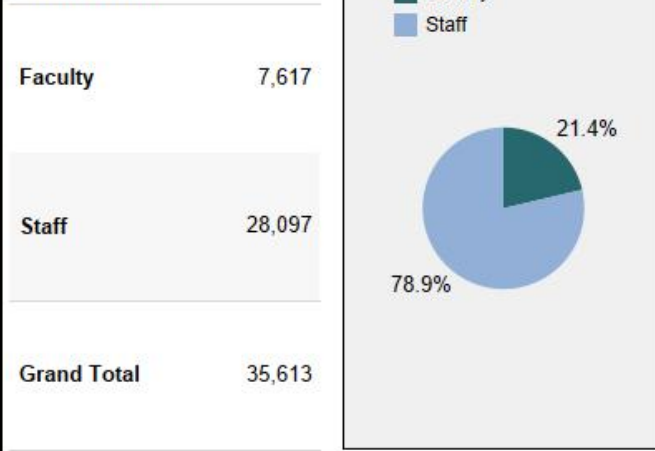 Staff
Faculty 7,617
21.4%
Staff 28,097
78.9%
Grand Total 35,613